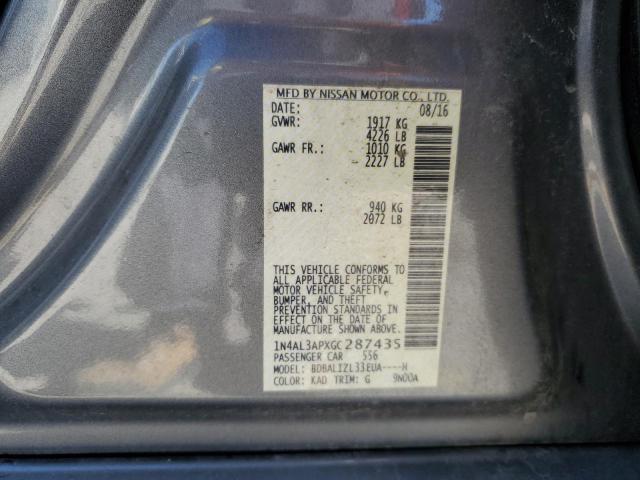 MFD BY NISSAN MOTOR CO., LTD.
DATE: 08/16
GVWR: 1917 KG
4226 LB
GAWR FR.: 1010 KG
2227 LB
GAWR RR.: 940 KG
2072 LB
THIS VEHICLE CONFORMS TO
ALL APPLICABLE FEDERAL
MOTOR VEHICLE SAFETY,
BUMPER, AND THEFT
PREVENTION STANDARDS IN
EFFECT ON THE DATE OF
MANUFACTURE SHOWN ABOVE.
1N4AL3APXGC287435
PASSENGER CAR 556
MODEL: BDBALIZL33EUA----H
COLOR: KAD TRIM: G 9N00A